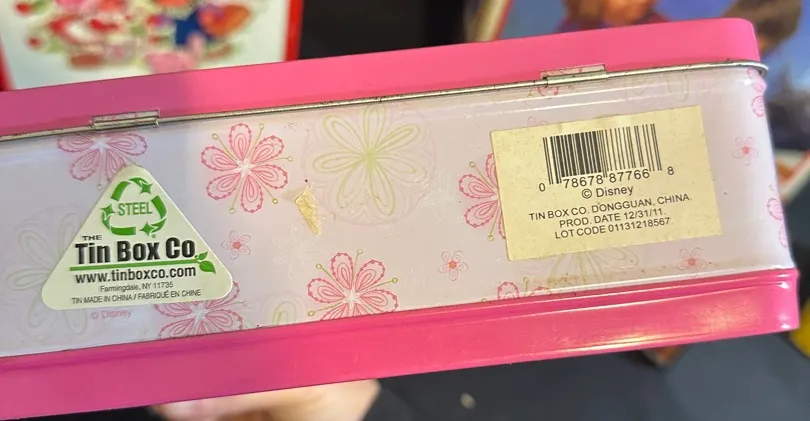 STEEL
THE
Tin Box Co.
www.tinboxco.com
Farmingdale, NY 11735
TIN MADE IN CHINA / FABRIQUÉ EN CHINE
© Disney
0 78678 87766 8
© Disney
TIN BOX CO. DONGGUAN, CHINA.
PROD. DATE 12/31/11.
LOT CODE 01131218567